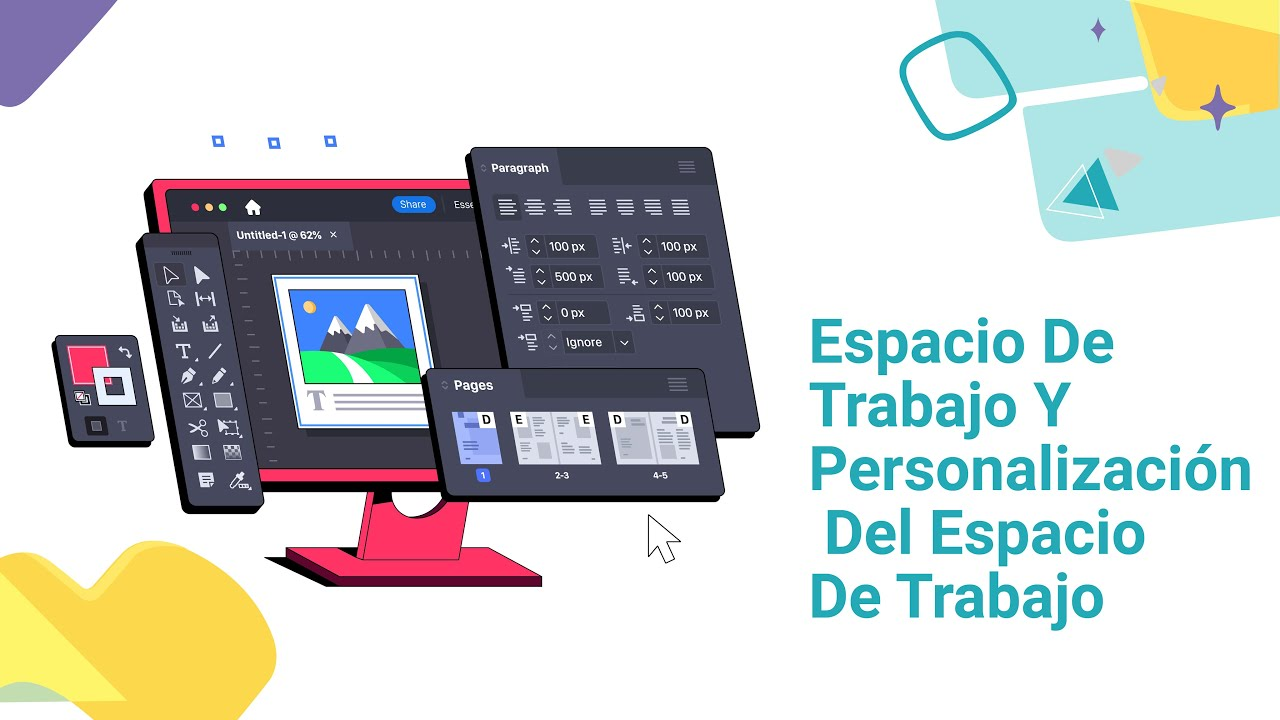 Paragraph
Share
Esse
Untitled-1 @ 62% ×
100 px 100 px
500 px 100 px
0 px 100 px
Ignore
T
T
T
Pages
D E E D D
1 2-3 4-5
Espacio De
Trabajo Y
Personalización
Del Espacio
De Trabajo